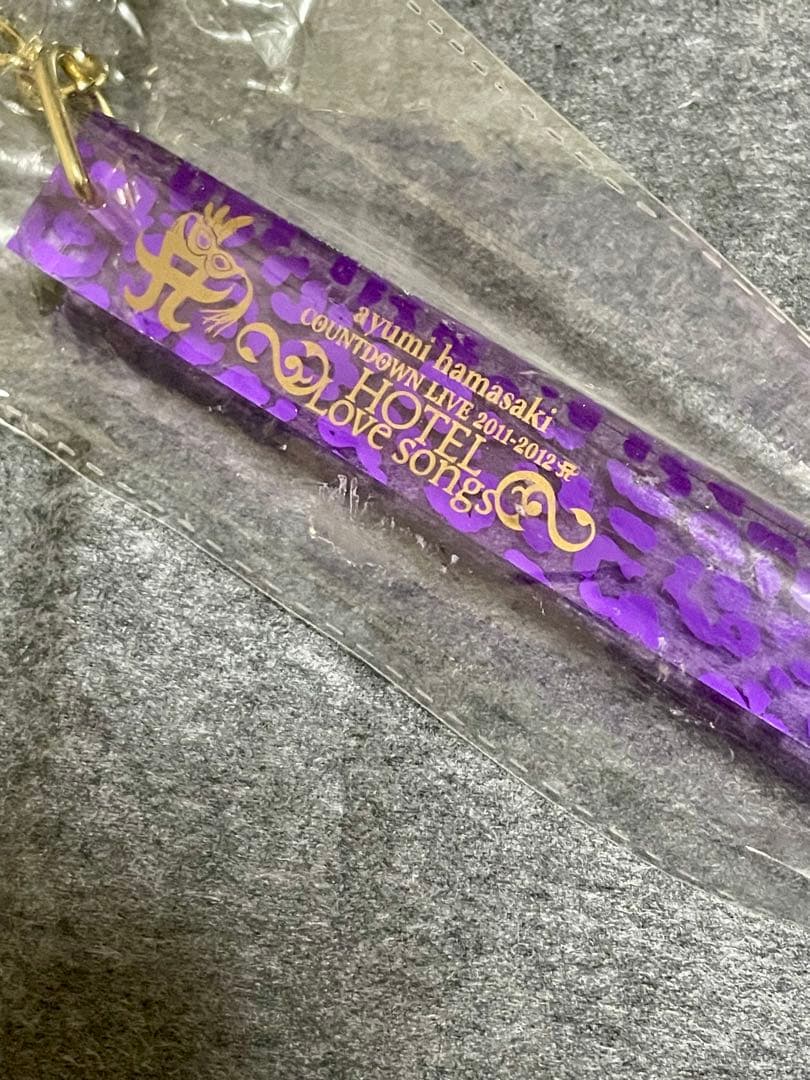 ayumi hamasaki
COUNTDOWN LIVE 2011-2012 A
HOTEL
Love songs